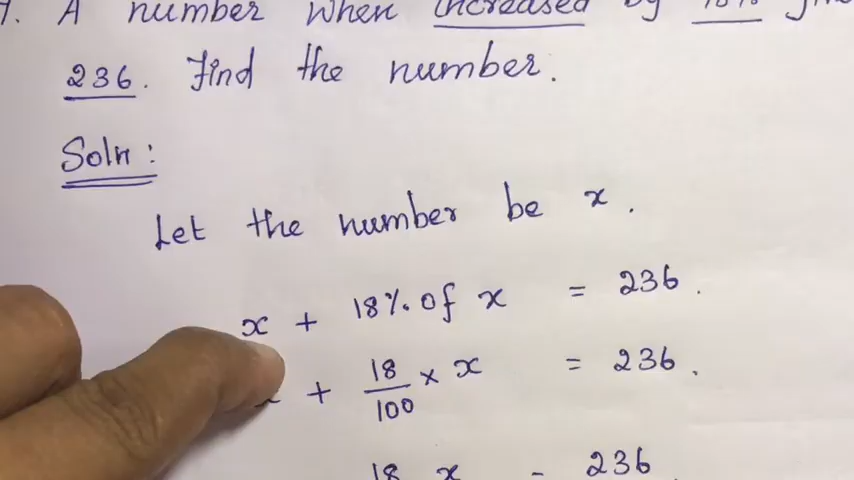 A number when increased by 18%
236. Find the number.
Soln :
Let the number be x.
x + 18% of x = 236.
+ 18/100 × x = 236.
18 x = 236